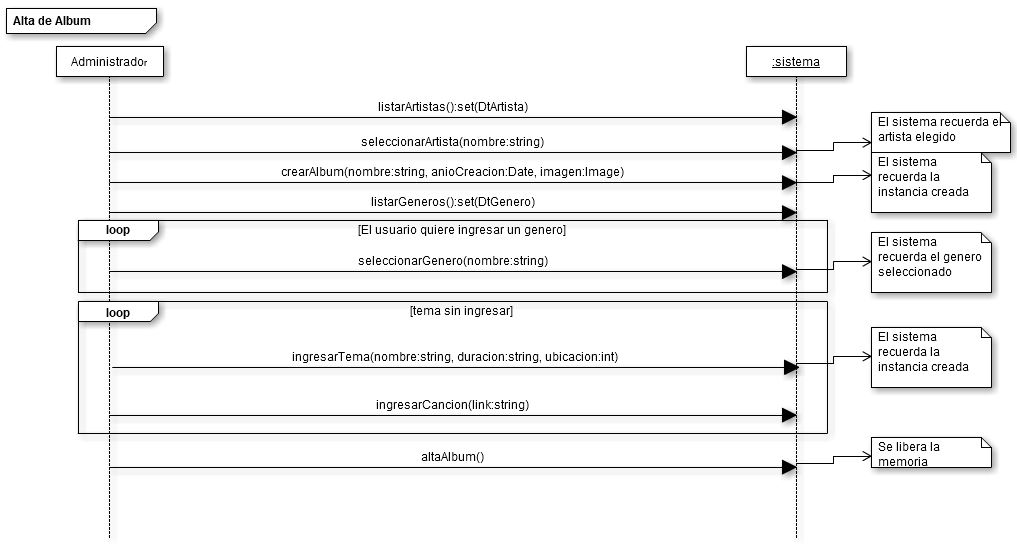 Alta de Album
Administrador
:sistema
listarArtistas():set(DtArtista)
El sistema recuerda el
artista elegido
seleccionarArtista(nombre:string)
El sistema
recuerda la
instancia creada
crearAlbum(nombre:string, anioCreacion:Date, imagen:Image)
listarGeneros():set(DtGenero)
loop
[El usuario quiere ingresar un genero]
El sistema
recuerda el genero
seleccionado
seleccionarGenero(nombre:string)
loop
[tema sin ingresar]
El sistema
recuerda la
instancia creada
ingresarTema(nombre:string, duracion:string, ubicacion:int)
ingresarCancion(link:string)
altaAlbum()
Se libera la
memoria